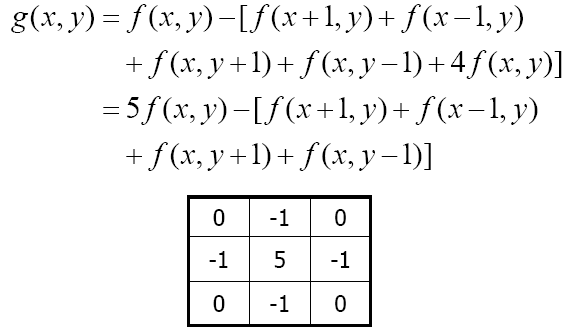 g(x, y) = f(x, y) − [f(x+1, y) + f(x−1, y)
+ f(x, y+1) + f(x, y−1) + 4f(x, y)]
= 5f(x, y) − [f(x+1, y) + f(x−1, y)
+ f(x, y+1) + f(x, y−1)]
0 -1 0
-1 5 -1
0 -1 0